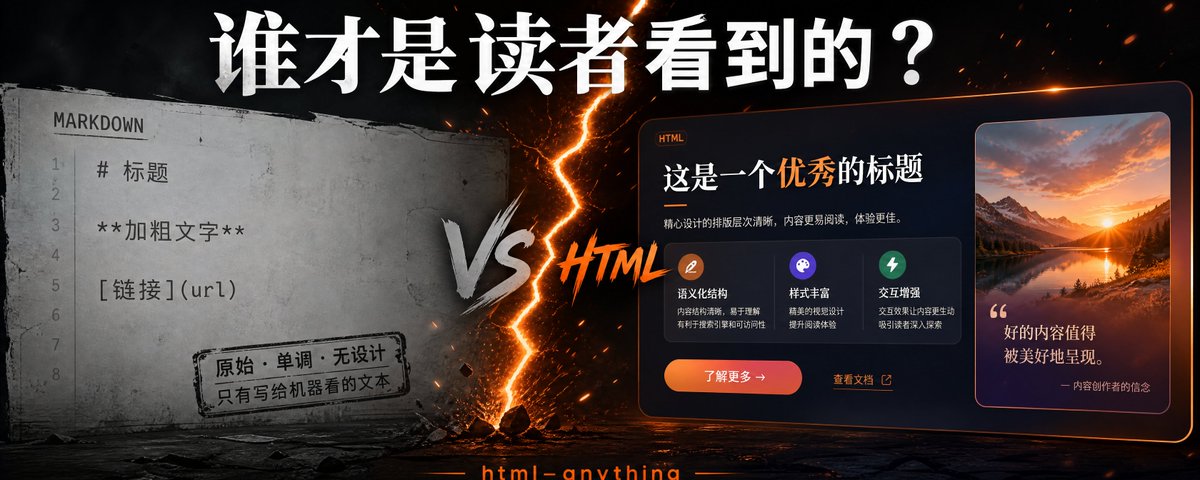 谁才是读者看到的？
MARKDOWN
1 # 标题
2
3 **加粗文字**
4
5 [链接](url)
6
7
8
原始·单调·无设计
只有写给机器看的文本
VS HTML
HTML
这是一个优秀的标题
精心设计的排版层次清晰，内容更易阅读，体验更佳。
语义化结构
内容结构清晰，易于理解
有利于搜索引擎和可访问性
样式丰富
精美的视觉设计
提升阅读体验
交互增强
交互效果让内容更生动
吸引读者深入探索
了解更多 →
查看文档
“
好的内容值得
被美好地呈现。
— 内容创作者的信念
html-anything